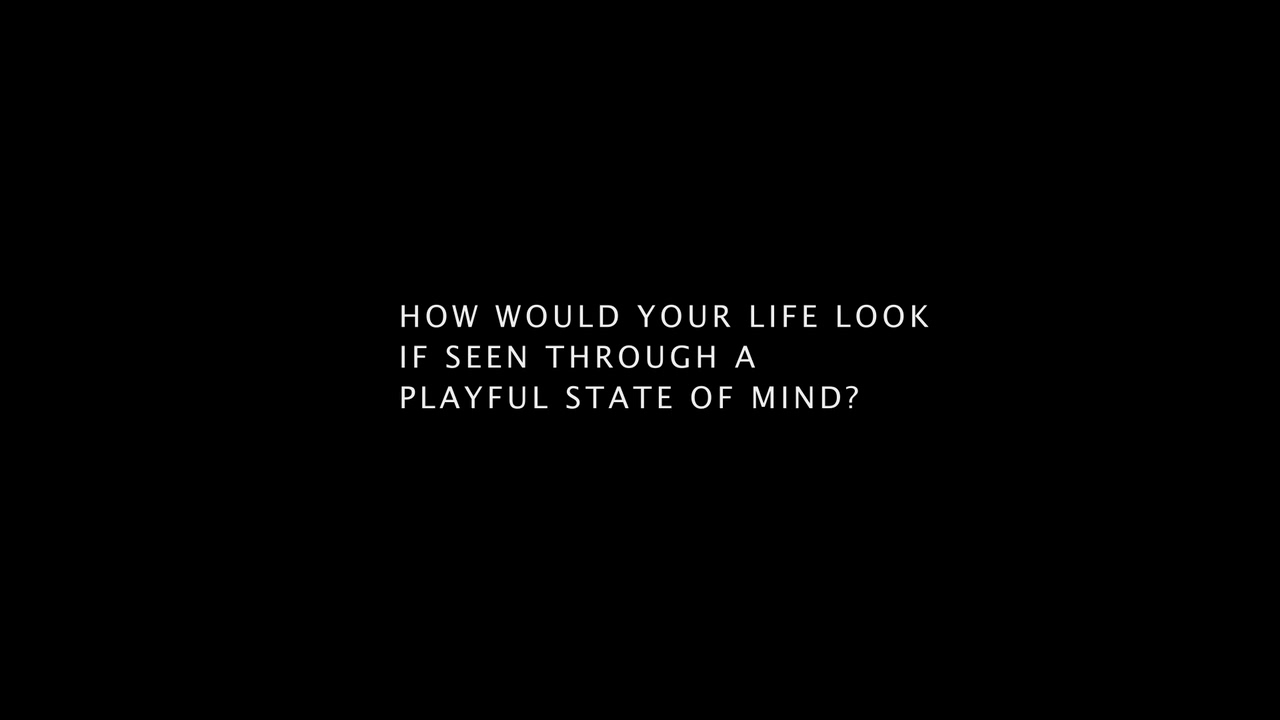 HOW WOULD YOUR LIFE LOOK
IF SEEN THROUGH A
PLAYFUL STATE OF MIND?